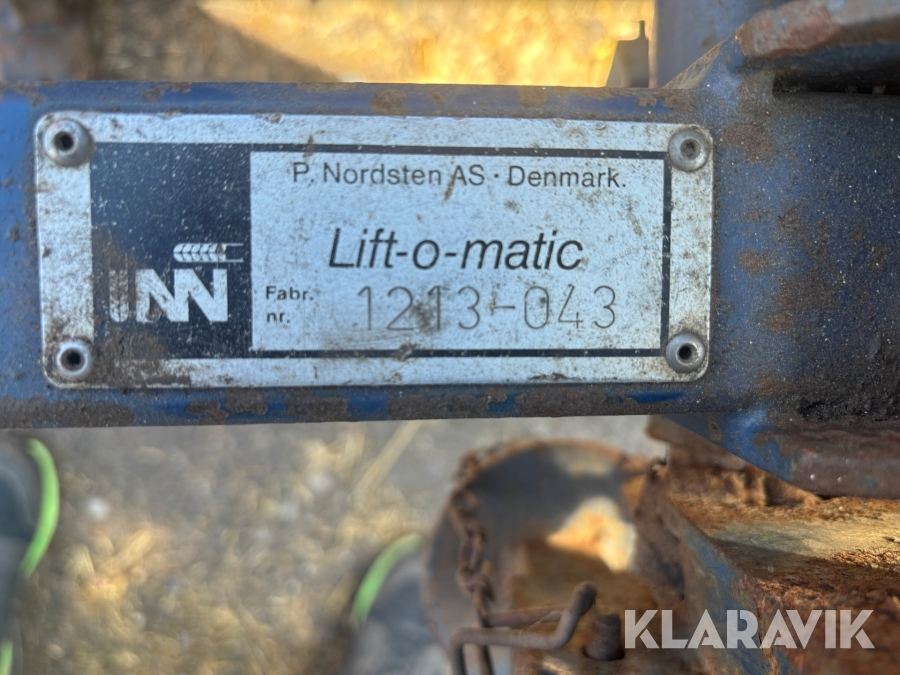 P. Nordsten AS · Denmark.
Lift-o-matic
Fabr. nr. 1213-043
KLARAVIK